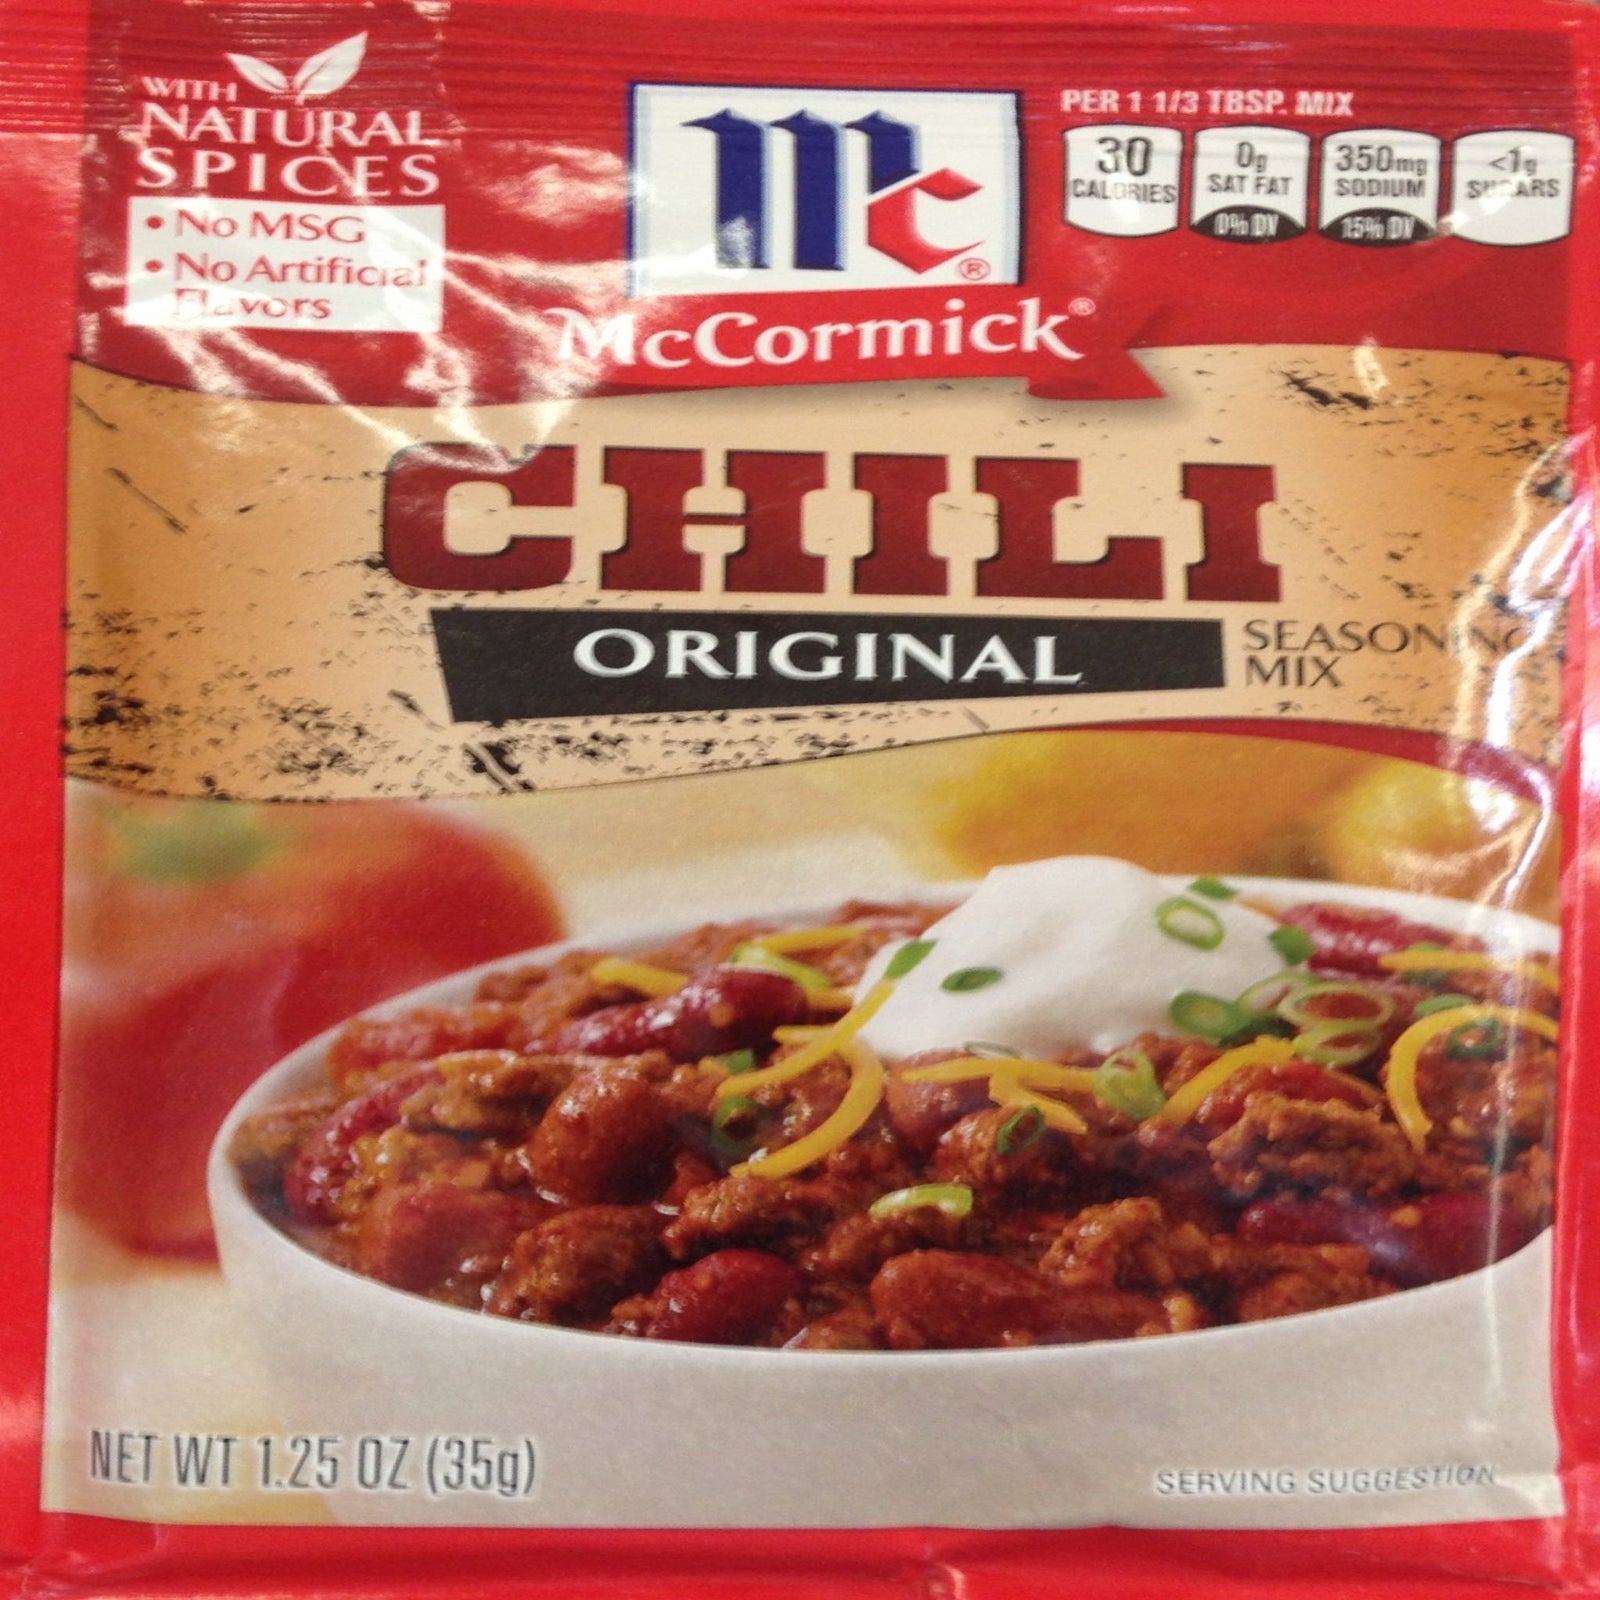 WITH
NATURAL
SPICES
• No MSG
• No Artificial
Flavors
Mc®
McCormick®
PER 1 1/3 TBSP. MIX
30
CALORIES
0g
SAT FAT
0% DV
350mg
SODIUM
15% DV
<1g
SUGARS
CHILI
ORIGINAL
SEASONING
MIX
NET WT 1.25 OZ (35g)
SERVING SUGGESTION